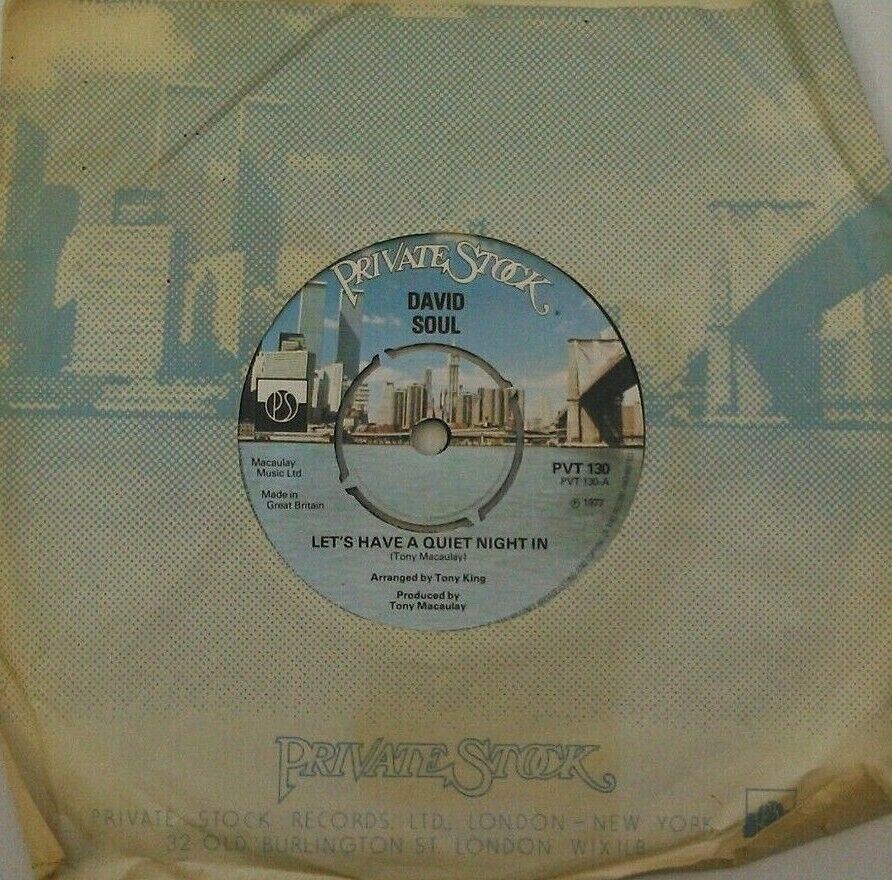 PRIVATE STOCK
DAVID
SOUL
PS
Macaulay
Music Ltd
Made in
Great Britain
PVT 130
PVT 130-A
Ⓟ 1977
LET'S HAVE A QUIET NIGHT IN
(Tony Macaulay)
Arranged by Tony King
Produced by
Tony Macaulay
PRIVATE STOCK
PRIVATE STOCK RECORDS LTD., LONDON – NEW YORK
32 OLD BURLINGTON ST. LONDON W1X 1LB